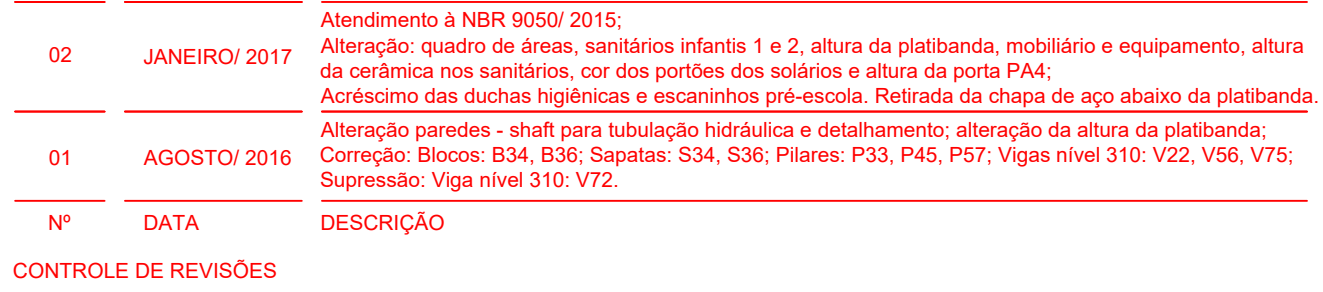 Atendimento à NBR 9050/ 2015;
02 JANEIRO/ 2017 Alteração: quadro de áreas, sanitários infantis 1 e 2, altura da platibanda, mobiliário e equipamento, altura
da cerâmica nos sanitários, cor dos portões dos solários e altura da porta PA4;
Acréscimo das duchas higiênicas e escaninhos pré-escola. Retirada da chapa de aço abaixo da platibanda.
Alteração paredes - shaft para tubulação hidráulica e detalhamento; alteração da altura da platibanda;
01 AGOSTO/ 2016 Correção: Blocos: B34, B36; Sapatas: S34, S36; Pilares: P33, P45, P57; Vigas nível 310: V22, V56, V75;
Supressão: Viga nível 310: V72.
Nº DATA DESCRIÇÃO
CONTROLE DE REVISÕES